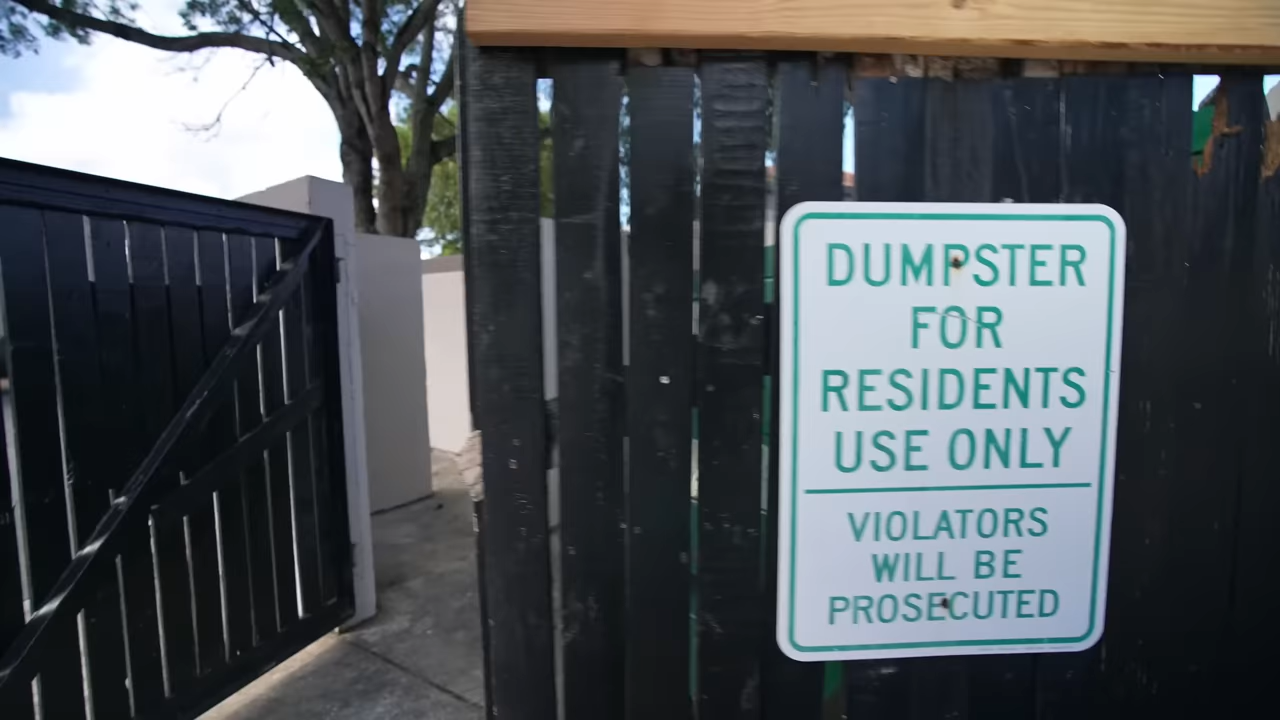 DUMPSTER
FOR
RESIDENTS
USE ONLY
VIOLATORS
WILL BE
PROSECUTED